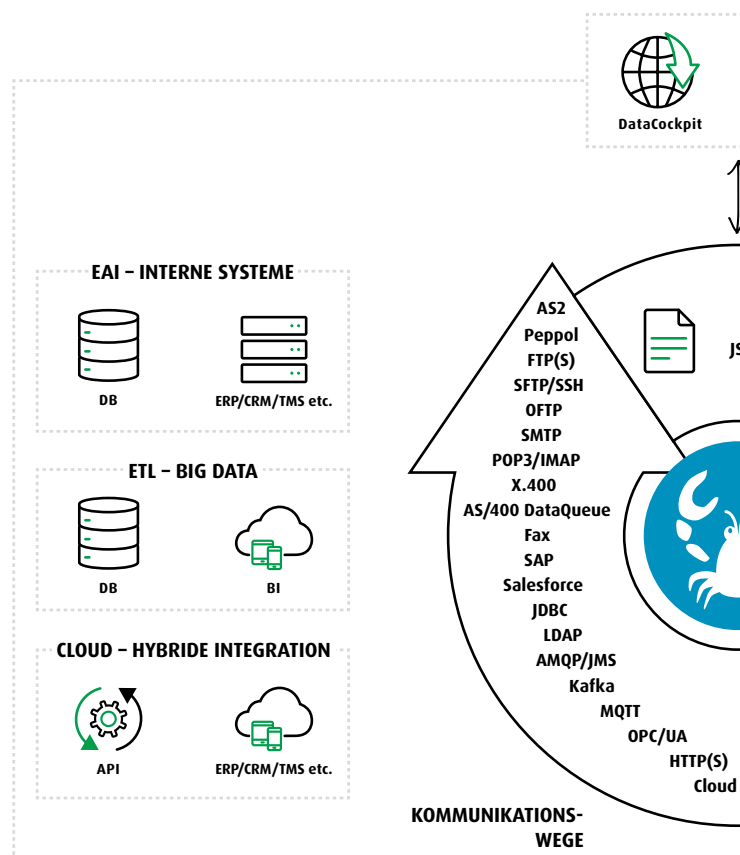 DataCockpit
EAI – INTERNE SYSTEME
DB
ERP/CRM/TMS etc.
ETL – BIG DATA
DB
BI
CLOUD – HYBRIDE INTEGRATION
API
ERP/CRM/TMS etc.
AS2
Peppol
FTP(S)
SFTP/SSH
OFTP
SMTP
POP3/IMAP
X.400
AS/400 DataQueue
Fax
SAP
Salesforce
JDBC
LDAP
AMQP/JMS
Kafka
MQTT
OPC/UA
HTTP(S)
Cloud
KOMMUNIKATIONS-
WEGE